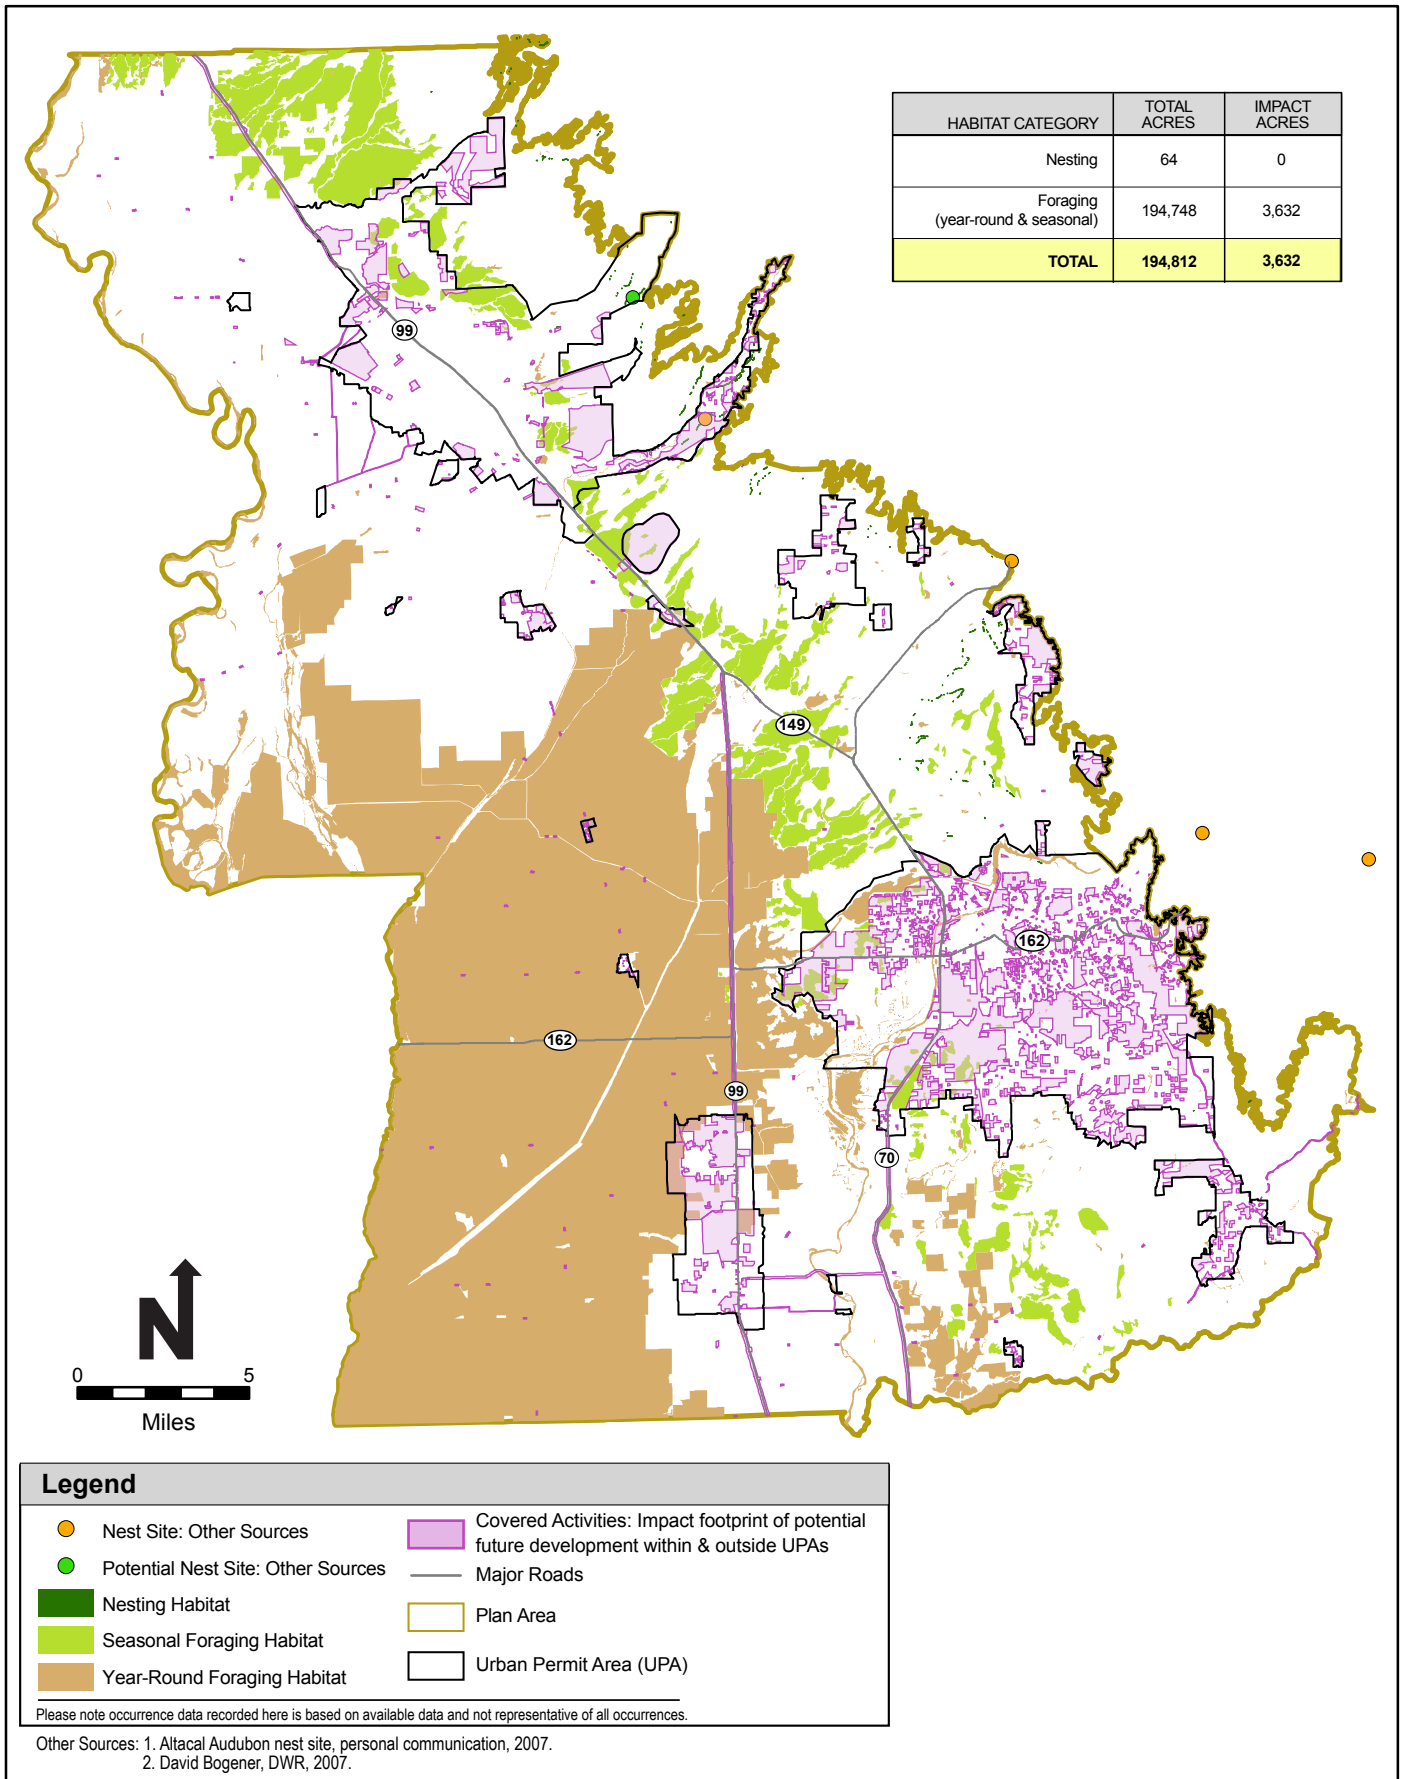 HABITAT CATEGORY TOTAL ACRES IMPACT ACRES
Nesting 64 0
Foraging
(year-round & seasonal) 194,748 3,632
TOTAL 194,812 3,632
99
149
162
162
99
70
N
0 5
Miles
Legend
Nest Site: Other Sources
Potential Nest Site: Other Sources
Nesting Habitat
Seasonal Foraging Habitat
Year-Round Foraging Habitat
Covered Activities: Impact footprint of potential
future development within & outside UPAs
Major Roads
Plan Area
Urban Permit Area (UPA)
Please note occurrence data recorded here is based on available data and not representative of all occurrences.
Other Sources: 1. Altacal Audubon nest site, personal communication, 2007.
2. David Bogener, DWR, 2007.